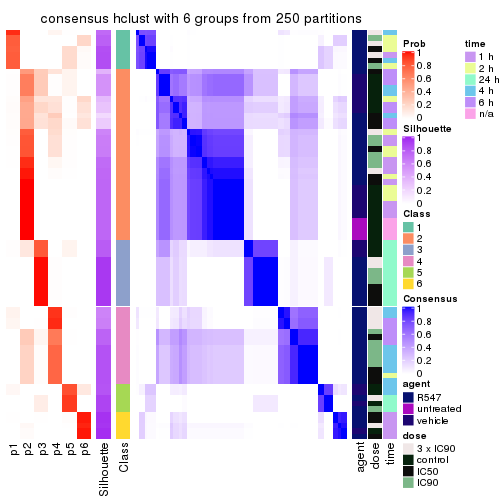 consensus hclust with 6 groups from 250 partitions
p1
p2
p3
p4
p5
p6
Silhouette
Class
agent
dose
time
Prob
1
0.8
0.6
0.4
0.2
0
Silhouette
1
0.8
0.6
0.4
0.2
0
Class
1
2
3
4
5
6
Consensus
1
0.8
0.6
0.4
0.2
0
agent
R547
untreated
vehicle
dose
3 x IC90
control
IC50
IC90
time
1 h
2 h
24 h
4 h
6 h
n/a